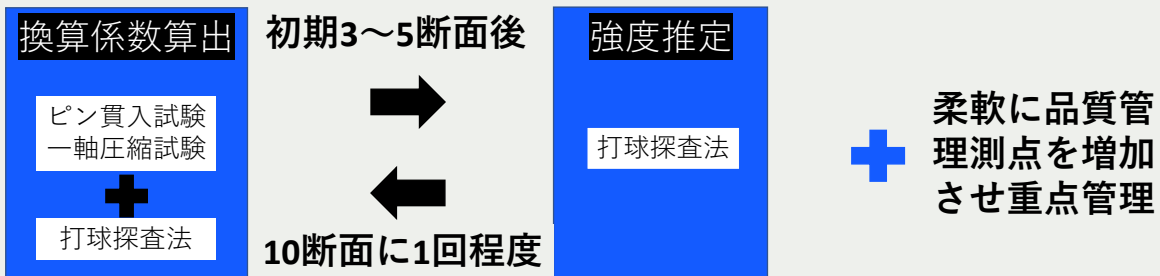 換算係数算出
ピン貫入試験
一軸圧縮試験
打球探査法
初期3～5断面後
10断面に1回程度
強度推定
打球探査法
柔軟に品質管
理測点を増加
させ重点管理